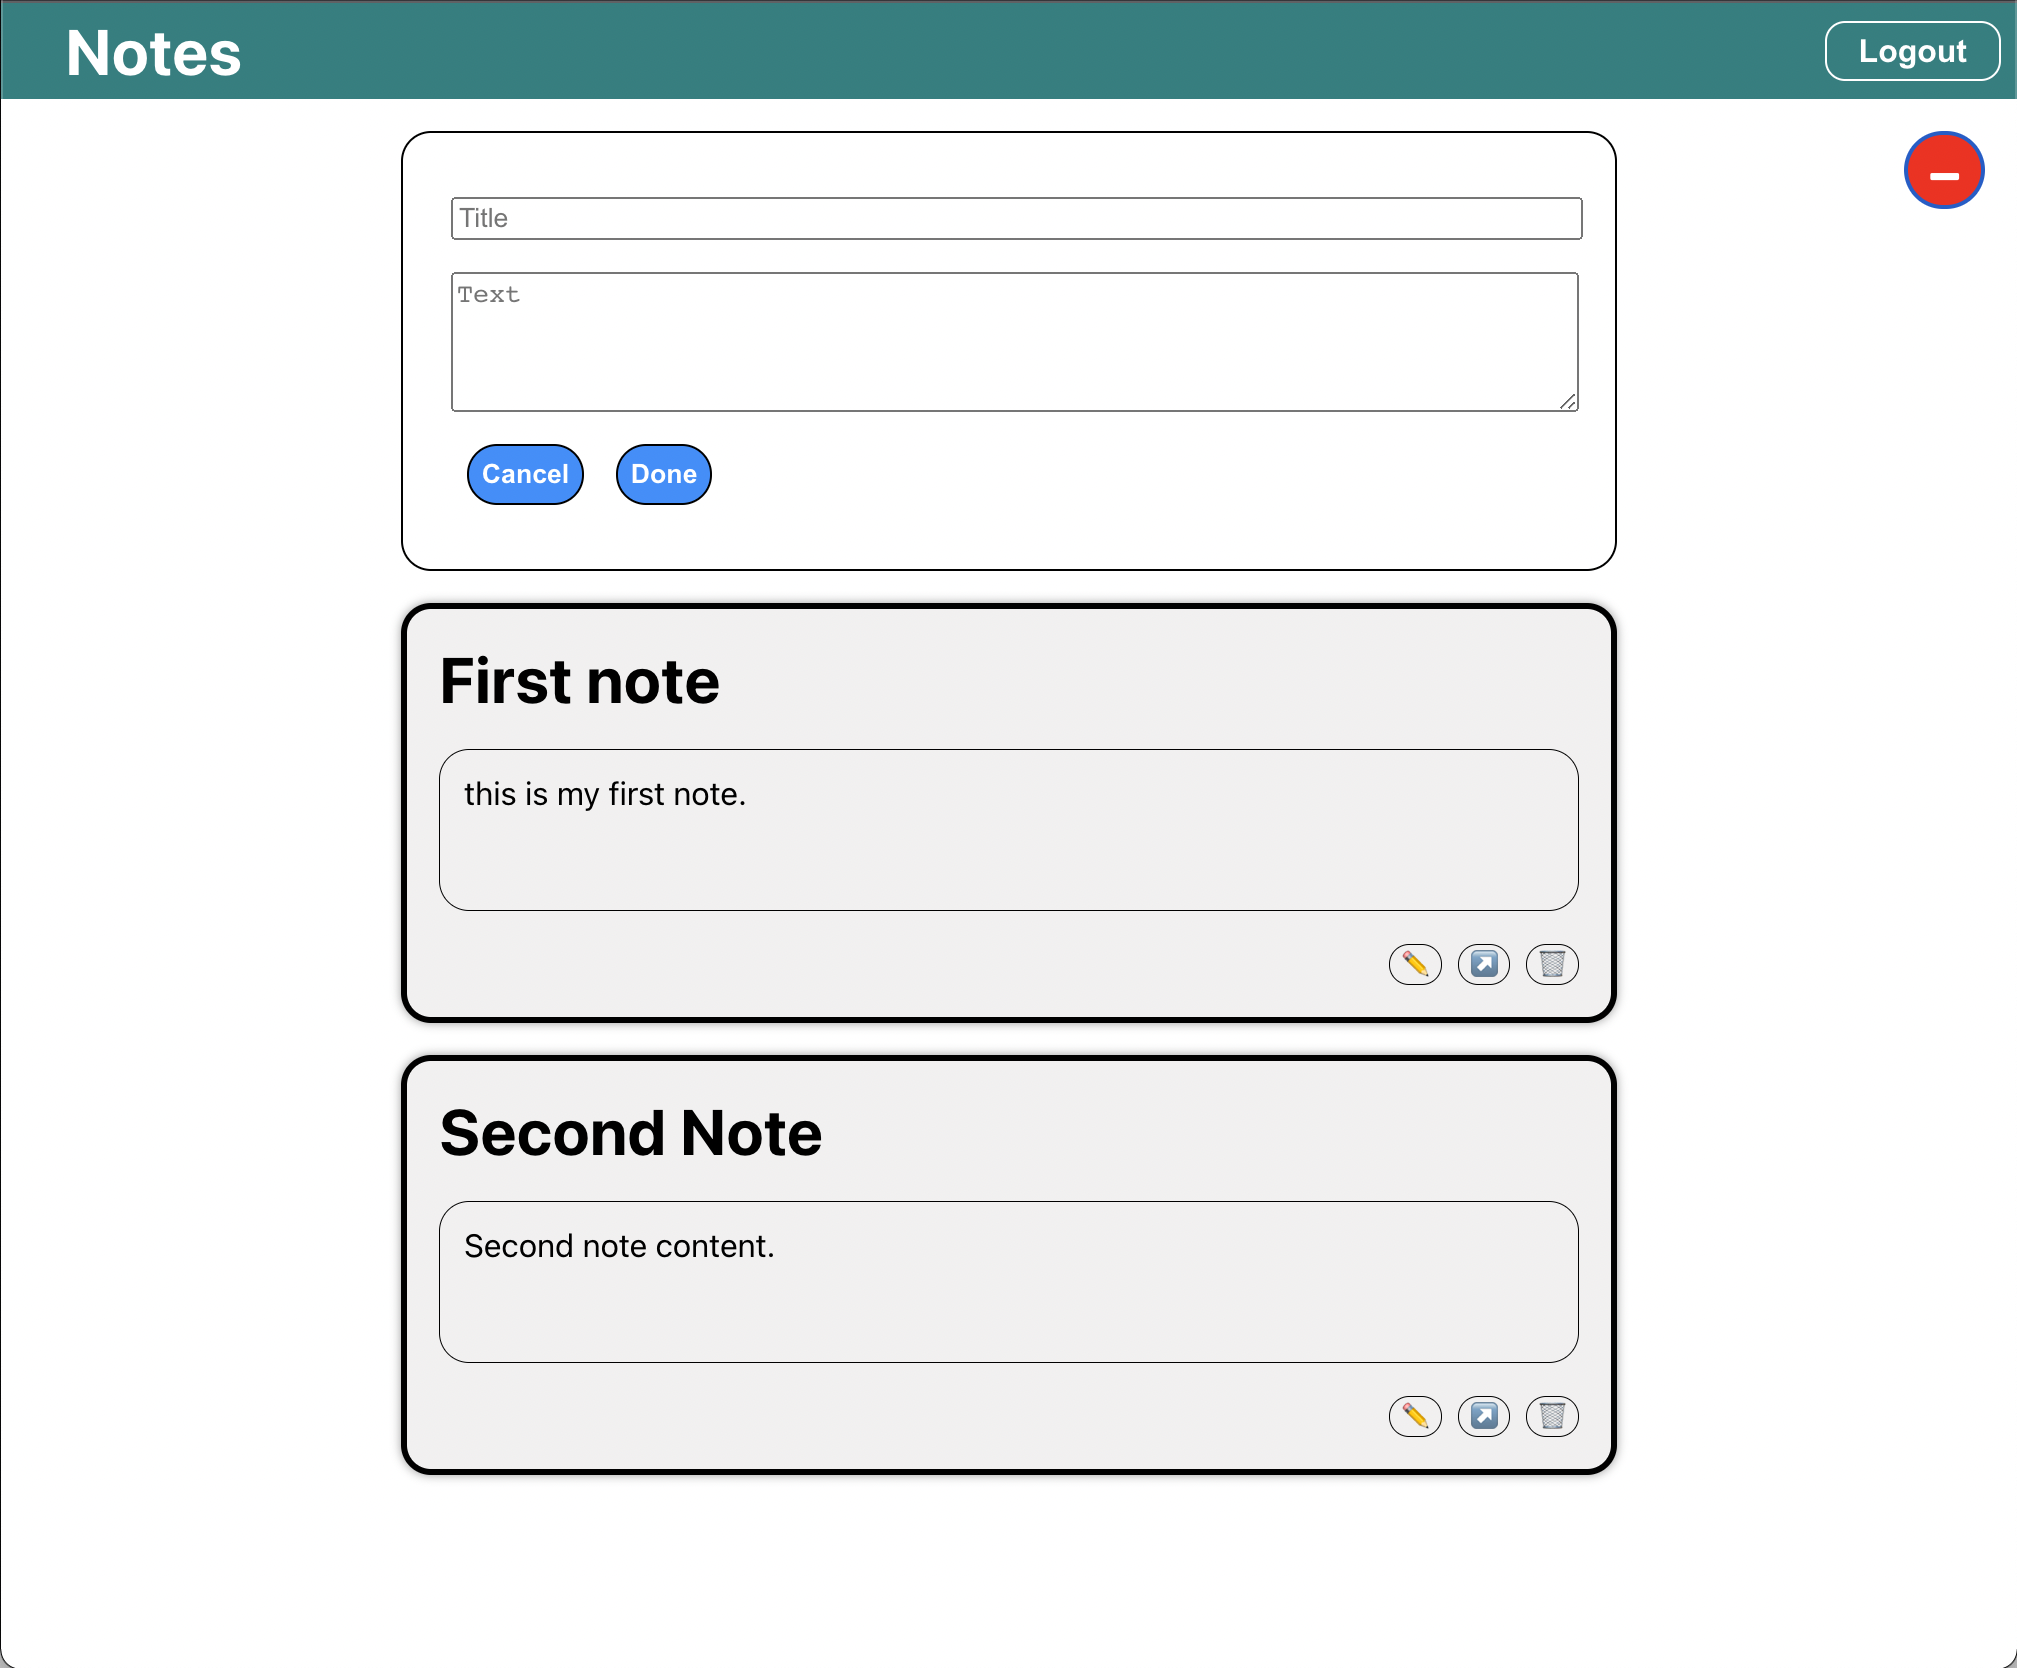 Notes
Logout
Title
Text
Cancel
Done
First note
this is my first note.
Second Note
Second note content.